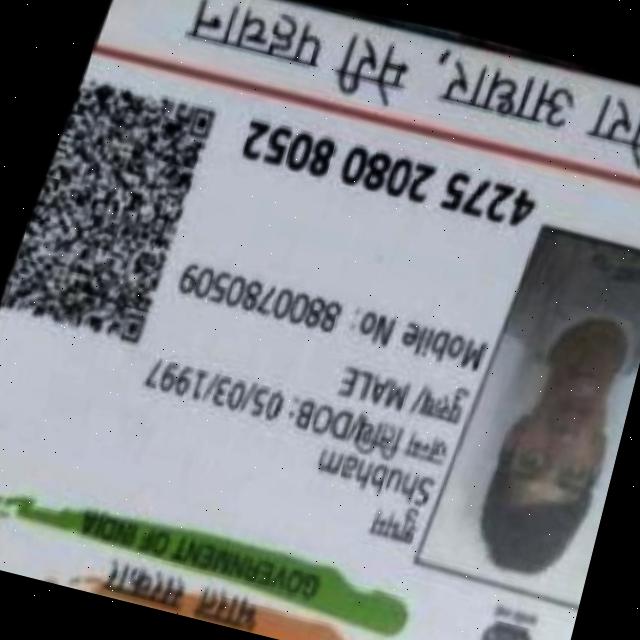 भारत सरकार
GOVERNMENT OF INDIA
Shubham
जन्म तिथि/DOB: 05/03/1997
पुरुष/ MALE
Mobile No: 8800780509
4275 2080 8052
मेरा आधार, मेरी पहचान